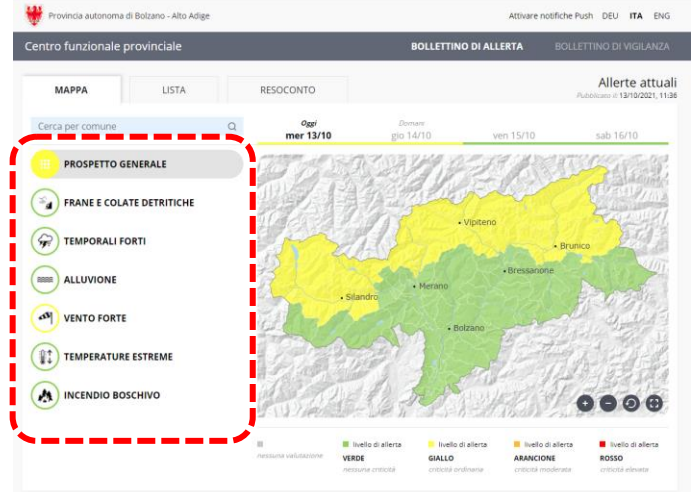 Provincia autonoma di Bolzano - Alto Adige
Attivare notifiche Push DEU ITA ENG
Centro funzionale provinciale
BOLLETTINO DI ALLERTA BOLLETTINO DI VIGILANZA
MAPPA LISTA RESOCONTO
Allerte attuali
Pubblicato il: 13/10/2021, 11:36
Cerca per comune
Oggi
mer 13/10
Domani
gio 14/10
ven 15/10
sab 16/10
PROSPETTO GENERALE
FRANE E COLATE DETRITICHE
TEMPORALI FORTI
ALLUVIONE
VENTO FORTE
TEMPERATURE ESTREME
INCENDIO BOSCHIVO
Vipiteno
Brunico
Bressanone
Merano
Silandro
Bolzano
nessuna valutazione
livello di allerta
VERDE
nessuna criticità
livello di allerta
GIALLO
criticità ordinaria
livello di allerta
ARANCIONE
criticità moderata
livello di allerta
ROSSO
criticità elevata